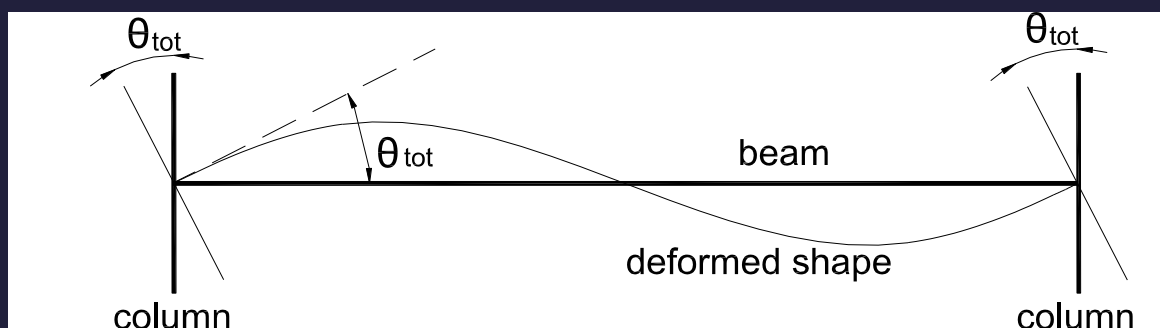 θtot
θtot
θtot
beam
deformed shape
column
column